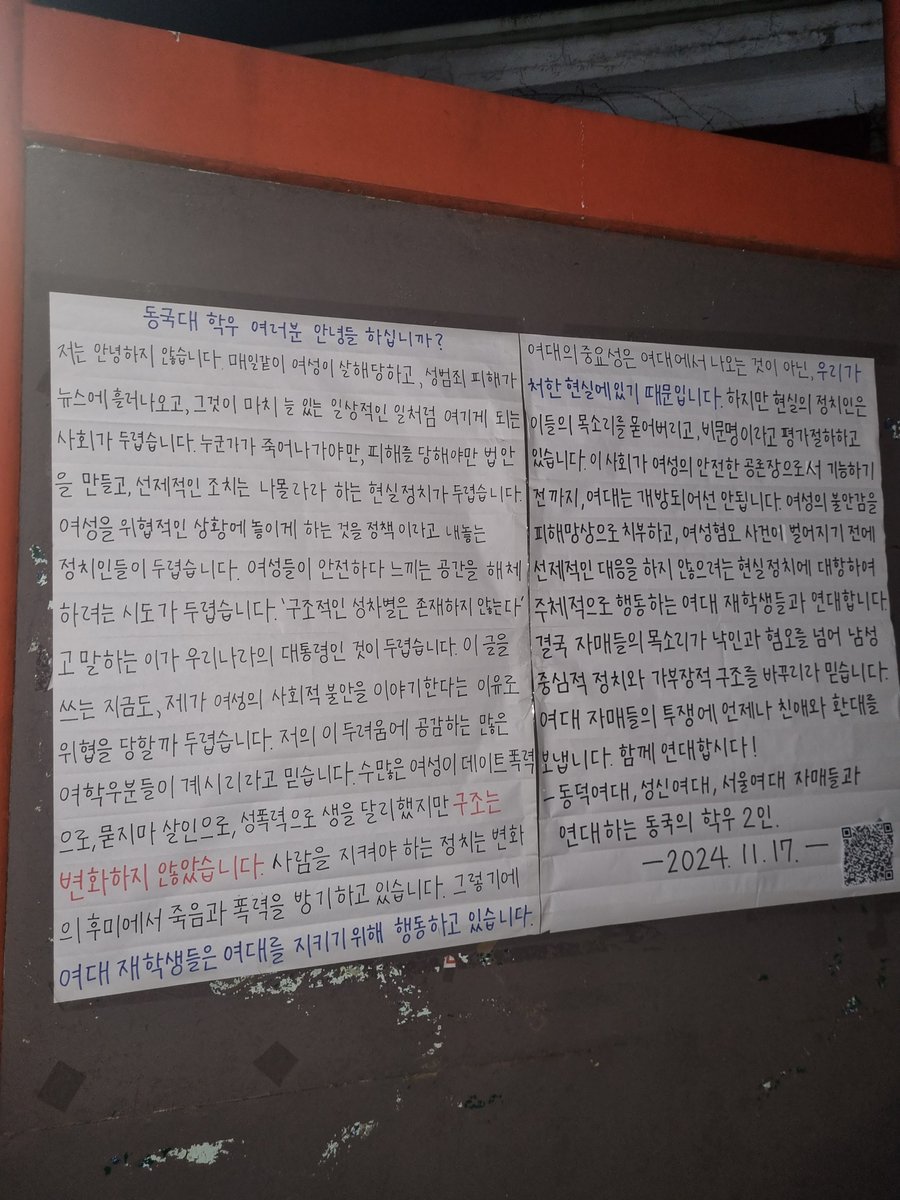 동국대 학우 여러분 안녕들 하십니까?
저는 안녕하지 않습니다. 매일같이 여성이 살해당하고, 성범죄 피해가
뉴스에 흘러나오고, 그것이 마치 늘 있는 일상적인 일처럼 여기게 되는
사회가 두렵습니다. 누군가가 죽어나가야만, 피해를 당해야만 법안
을 만들고, 선제적인 조치는 나몰라라 하는 현실정치가 두렵습니다.
여성을 위협적인 상황에 놓이게 하는 것을 정책이라고 내놓는
정치인들이 두렵습니다. 여성들이 안전하다 느끼는 공간을 해체
하려는 시도가 두렵습니다. '구조적인 성차별은 존재하지 않는다'
고 말하는 이가 우리나라의 대통령인 것이 두렵습니다. 이 글을
쓰는 지금도, 제가 여성의 사회적 불안을 이야기한다는 이유로
위협을 당할까 두렵습니다. 저의 이 두려움에 공감하는 많은
여학우분들이 계시리라고 믿습니다. 수많은 여성이 데이트폭력
으로, 묻지마 살인으로, 성폭력으로 생을 달리했지만 구조는
변화하지 않았습니다. 사람을 지켜야 하는 정치는 변화
의 후미에서 죽음과 폭력을 방기하고 있습니다. 그렇기에
여대 재학생들은 여대를 지키기 위해 행동하고 있습니다.
여대의 중요성은 여대에서 나오는 것이 아닌, 우리가
처한 현실에 있기 때문입니다. 하지만 현실의 정치인은
이들의 목소리를 묻어버리고, 비문명이라고 평가절하하고
있습니다. 이 사회가 여성의 안전한 공론장으로서 기능하기
전까지, 여대는 개방되어선 안됩니다. 여성의 불안감을
피해망상으로 치부하고, 여성혐오 사건이 벌어지기 전에
선제적인 대응을 하지 않으려는 현실정치에 대항하여
주체적으로 행동하는 여대 재학생들과 연대합니다.
결국 자매들의 목소리가 낙인과 혐오를 넘어 남성
중심적 정치와 가부장적 구조를 바꾸리라 믿습니다.
여대 자매들의 투쟁에 언제나 친애와 환대를
보냅니다. 함께 연대합시다!
-동덕여대, 성신여대, 서울여대 자매들과
연대하는 동국의 학우 2인.
-2024. 11. 17. -